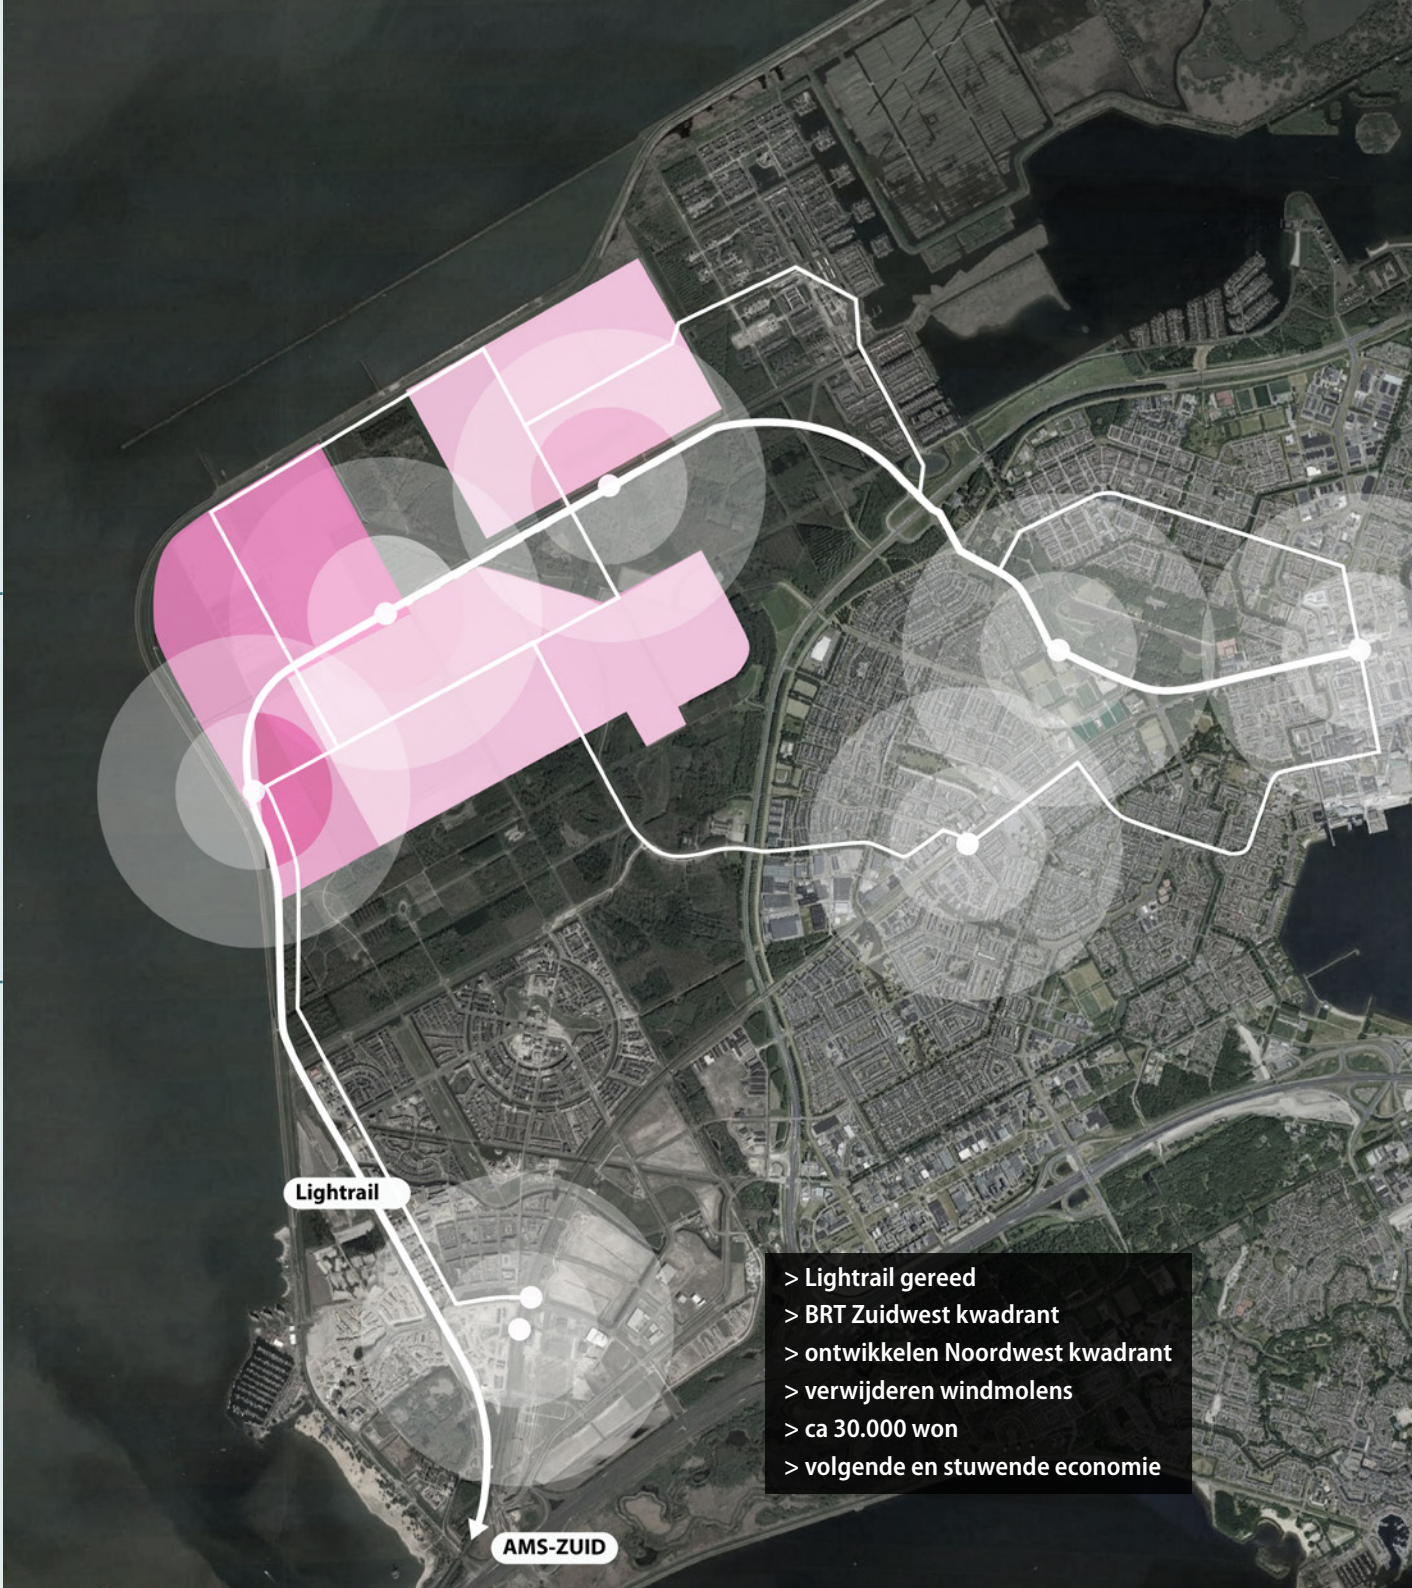 Lightrail
> Lightrail gereed
> BRT Zuidwest kwadrant
> ontwikkelen Noordwest kwadrant
> verwijderen windmolens
> ca 30.000 won
> volgende en stuwende economie
AMS-ZUID